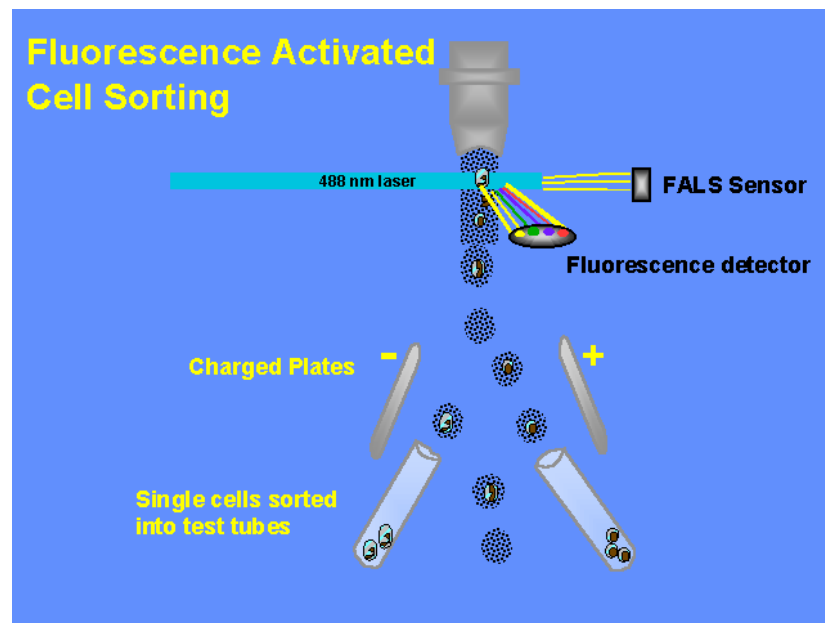 Fluorescence Activated
Cell Sorting
488 nm laser
FALS Sensor
Fluorescence detector
-
+
Charged Plates
Single cells sorted
into test tubes